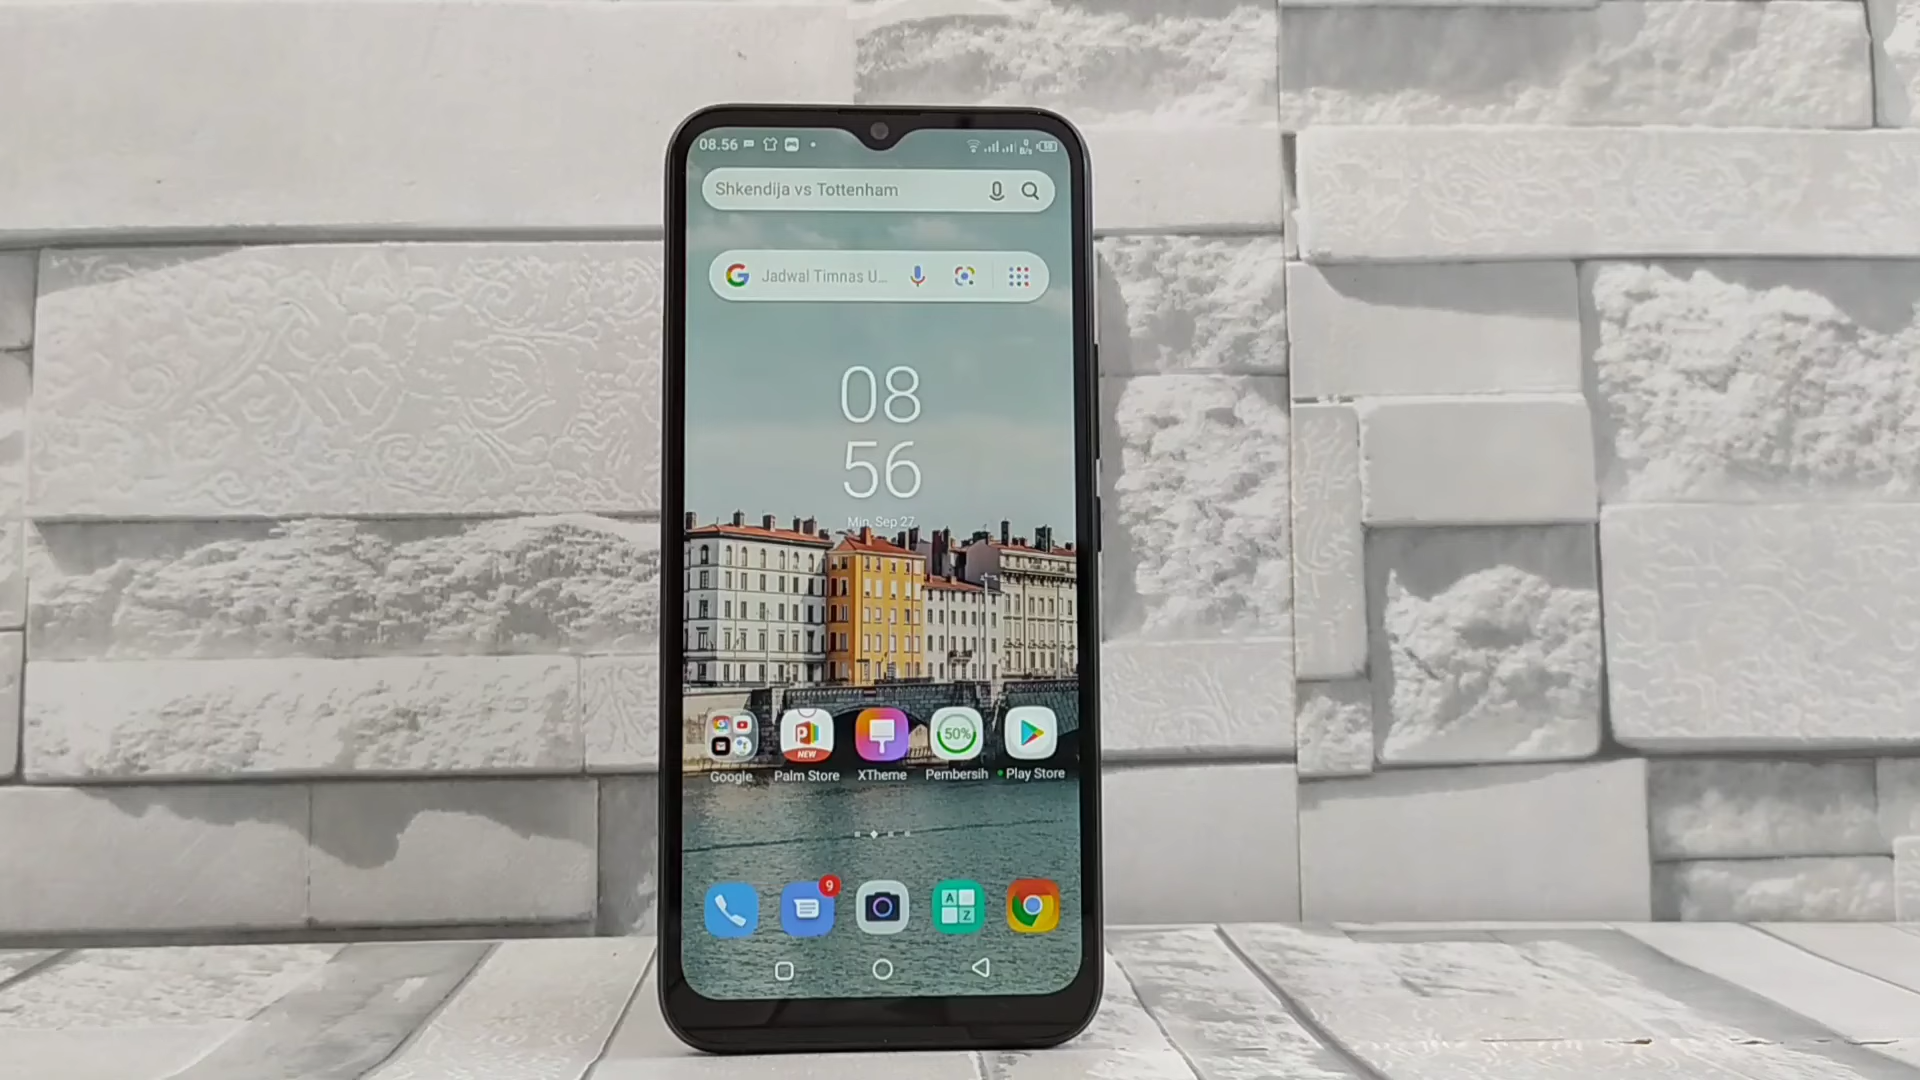 08.56
Shkendija vs Tottenham
Jadwal Timnas U...
08
56
Min, Sep 27
NEW
50%
Google
Palm Store
XTheme
Pembersih
Play Store
9
A
Z